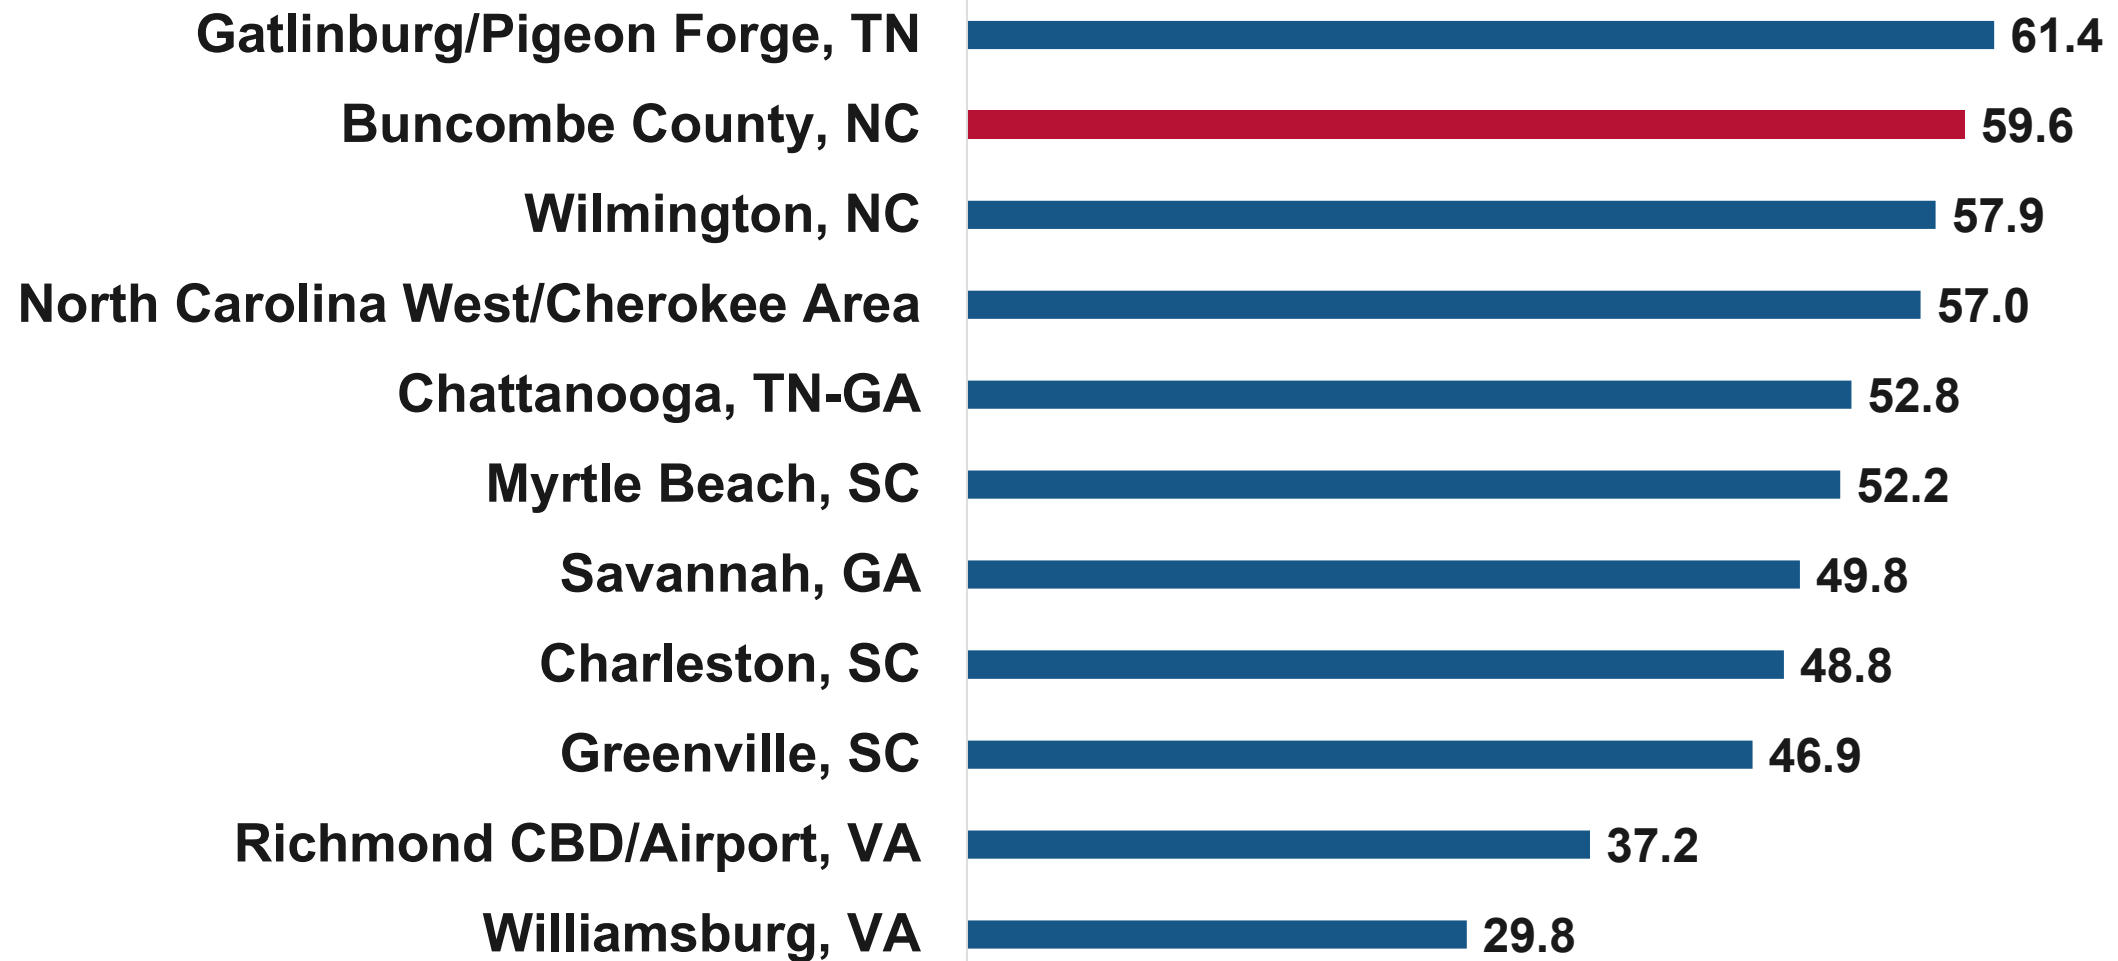 Gatlinburg/Pigeon Forge, TN 61.4
Buncombe County, NC 59.6
Wilmington, NC 57.9
North Carolina West/Cherokee Area 57.0
Chattanooga, TN-GA 52.8
Myrtle Beach, SC 52.2
Savannah, GA 49.8
Charleston, SC 48.8
Greenville, SC 46.9
Richmond CBD/Airport, VA 37.2
Williamsburg, VA 29.8